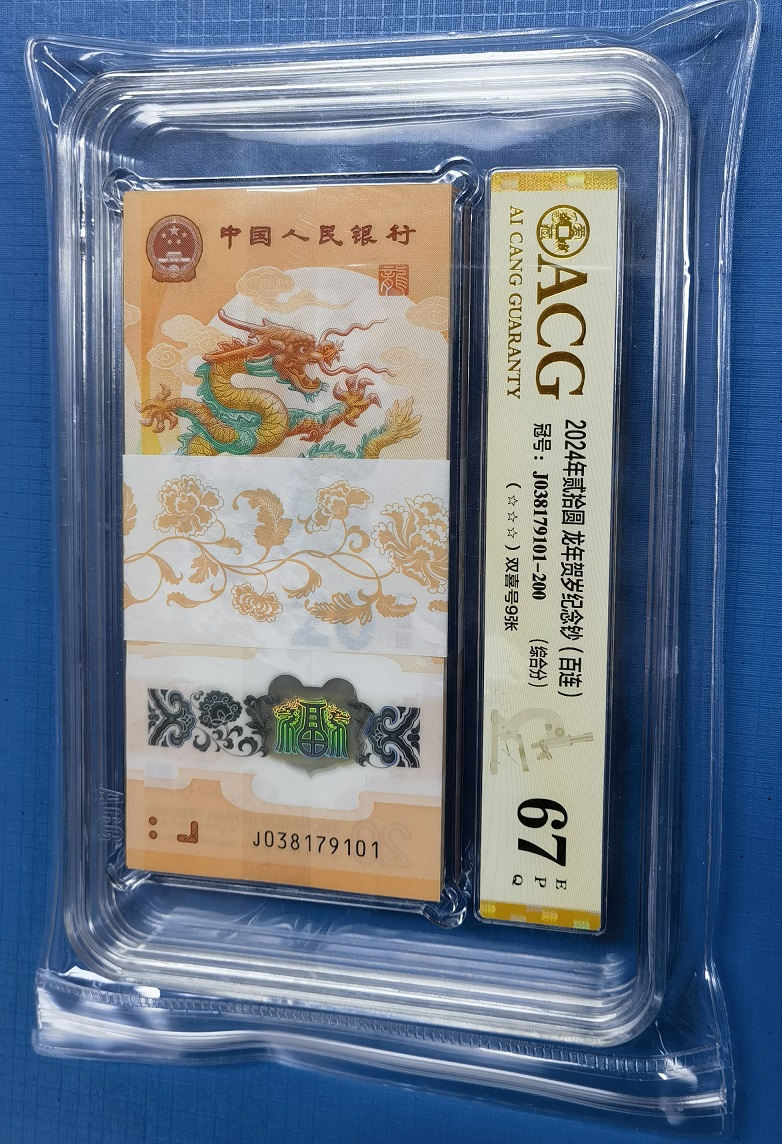 中国人民银行
龍
福
J038179101
ACG
AI CANG GUARANTY
2024年贰拾圆 龙年贺岁纪念钞（百连）
冠号：J038179101-200 （综合分）
（☆☆☆）双喜号9张
67
E
P
Q